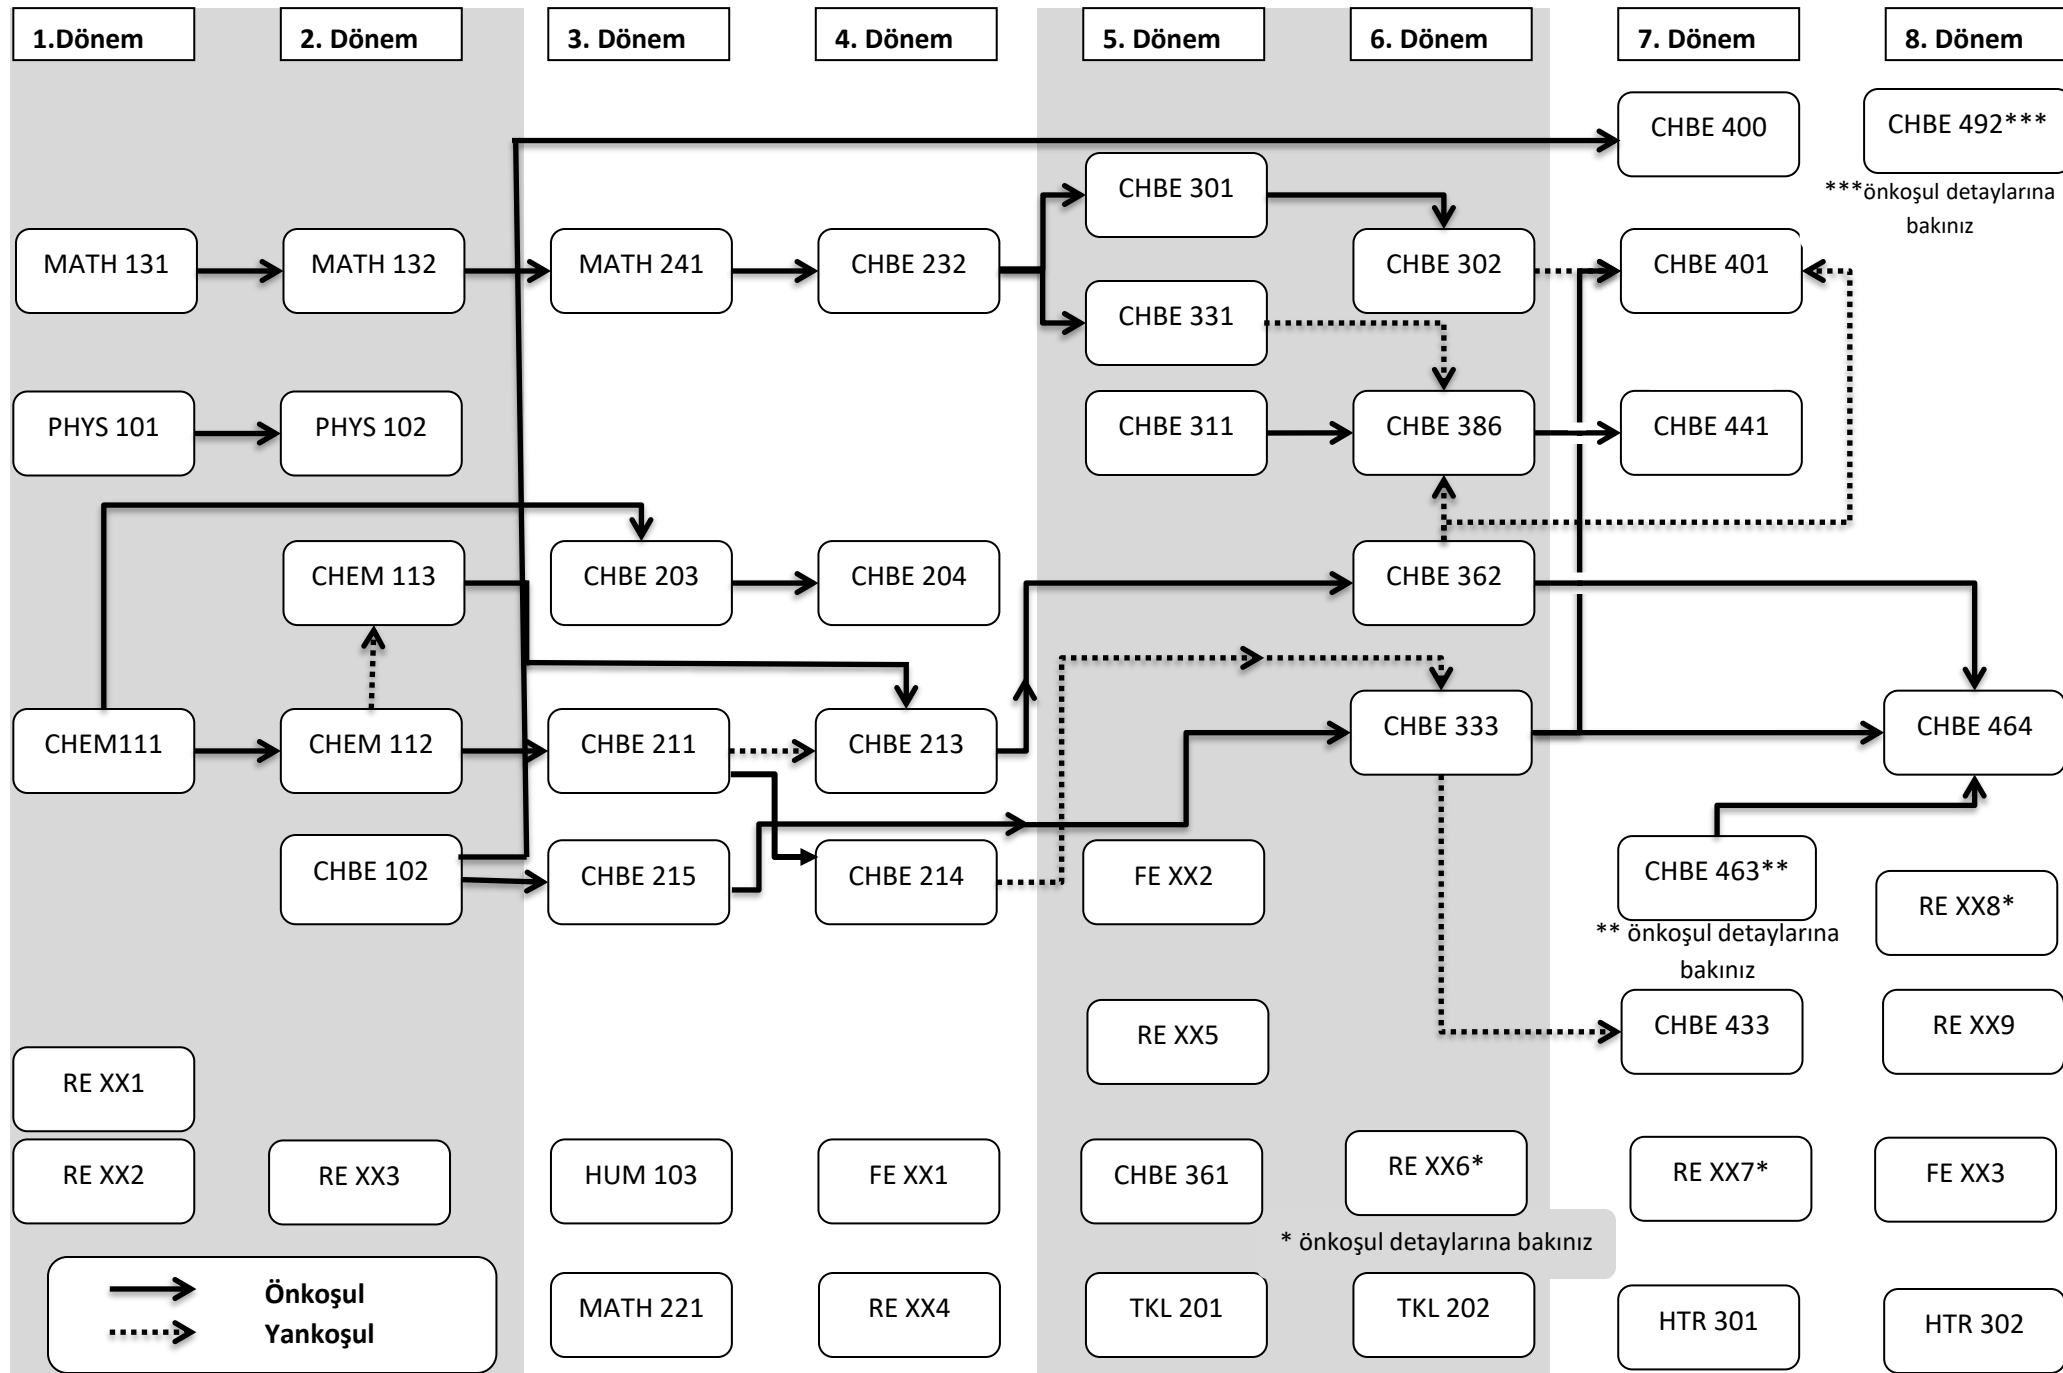 1.Dönem
2. Dönem
3. Dönem
4. Dönem
5. Dönem
6. Dönem
7. Dönem
8. Dönem
CHBE 400
CHBE 492***
***önkoşul detaylarına
bakınız
CHBE 301
MATH 131
MATH 132
MATH 241
CHBE 232
CHBE 302
CHBE 401
CHBE 331
PHYS 101
PHYS 102
CHBE 311
CHBE 386
CHBE 441
CHEM 113
CHBE 203
CHBE 204
CHBE 362
CHEM111
CHEM 112
CHBE 211
CHBE 213
CHBE 333
CHBE 464
CHBE 102
CHBE 215
CHBE 214
FE XX2
CHBE 463**
** önkoşul detaylarına
bakınız
RE XX8*
RE XX5
CHBE 433
RE XX9
RE XX1
RE XX2
RE XX3
HUM 103
FE XX1
CHBE 361
RE XX6*
RE XX7*
FE XX3
* önkoşul detaylarına bakınız
Önkoşul
Yankoşul
MATH 221
RE XX4
TKL 201
TKL 202
HTR 301
HTR 302